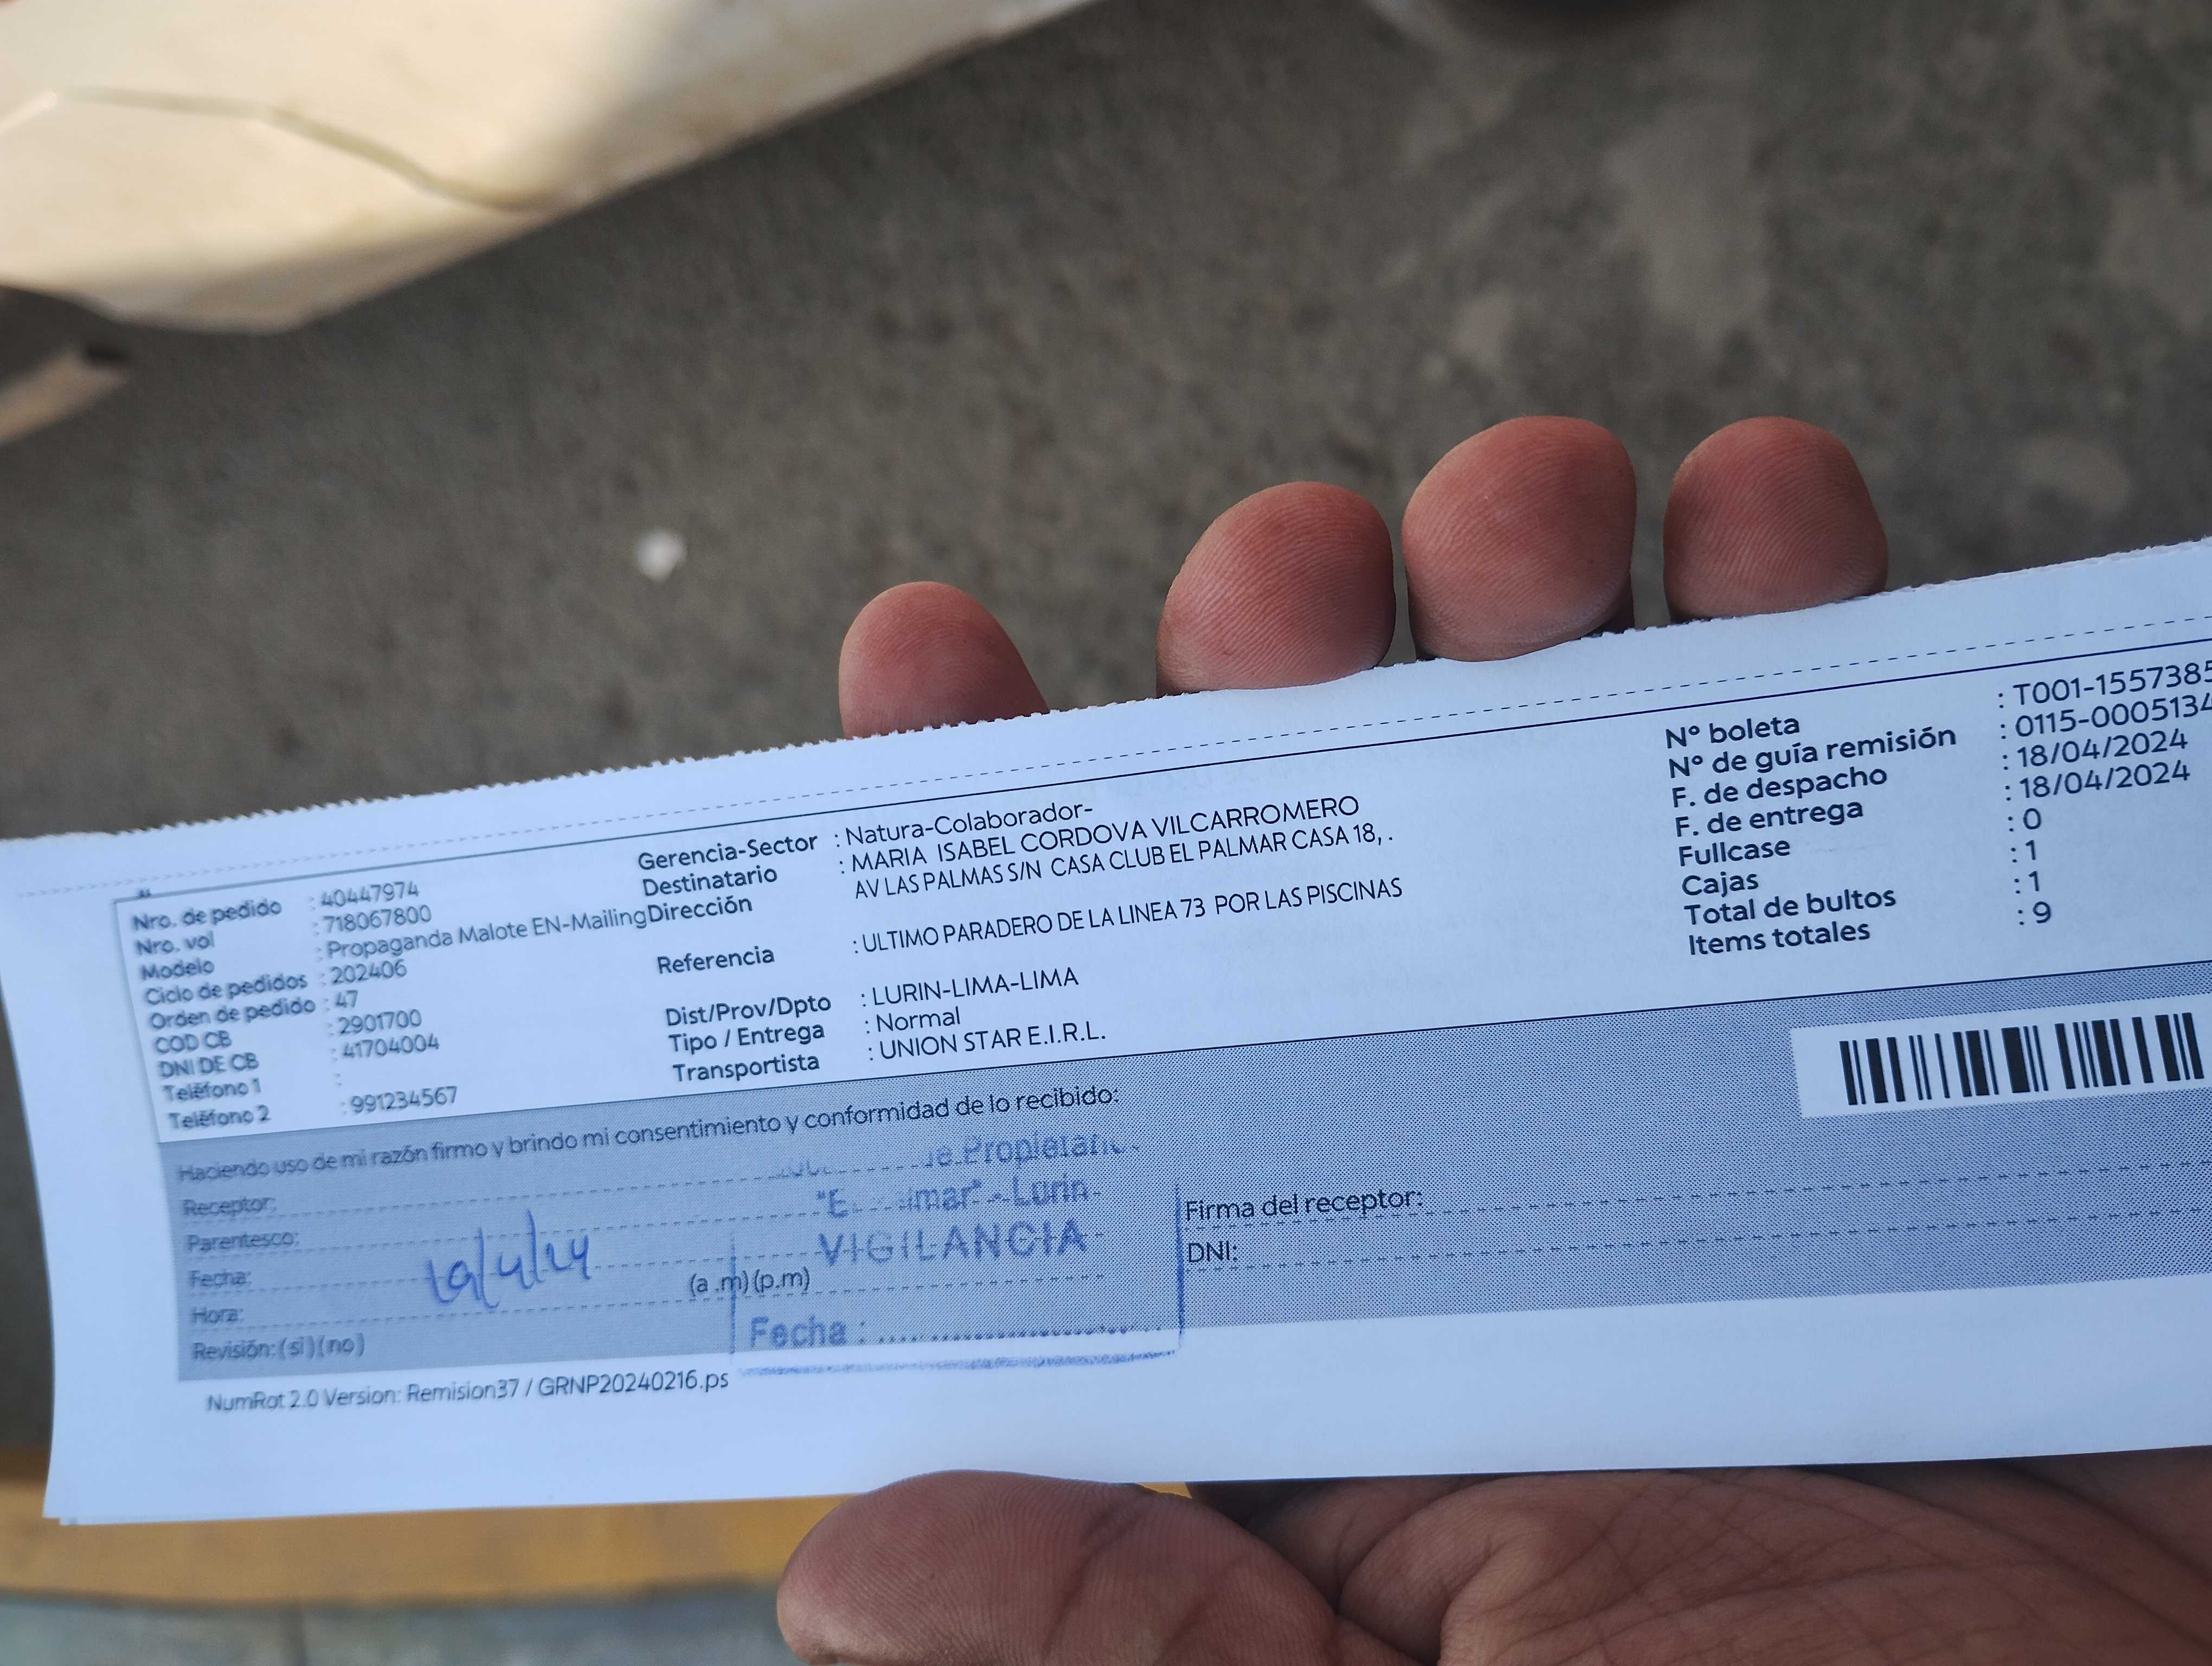 Nro. de pedido : 40447974
Nro. vol : 718067800
Modelo : Propaganda Malote EN-Mailing
Ciclo de pedidos : 202406
Orden de pedido : 47
COD CB : 2901700
DNI DE CB : 41704004
Teléfono 1 :
Teléfono 2 : 991234567
Gerencia-Sector : Natura-Colaborador-
Destinatario : MARIA ISABEL CORDOVA VILCARROMERO
Dirección AV LAS PALMAS S/N CASA CLUB EL PALMAR CASA 18, .
Referencia : ULTIMO PARADERO DE LA LINEA 73 POR LAS PISCINAS
Dist/Prov/Dpto : LURIN-LIMA-LIMA
Tipo / Entrega : Normal
Transportista : UNION STAR E.I.R.L.
N° boleta : T001-1557385
N° de guía remisión : 0115-0005134
F. de despacho : 18/04/2024
F. de entrega : 18/04/2024
Fullcase : 0
Cajas : 1
Total de bultos : 1
Items totales : 9
Haciendo uso de mi razón firmo y brindo mi consentimiento y conformidad de lo recibido:
Receptor:
Parentesco:
Fecha:
Hora: (a.m)(p.m)
Revisión: (si)(no)
19/4/24
Lurin
VIGILANCIA
Fecha : ........................
Firma del receptor:
DNI:
NumRot 2.0 Version: Remision37 / GRNP20240216.ps